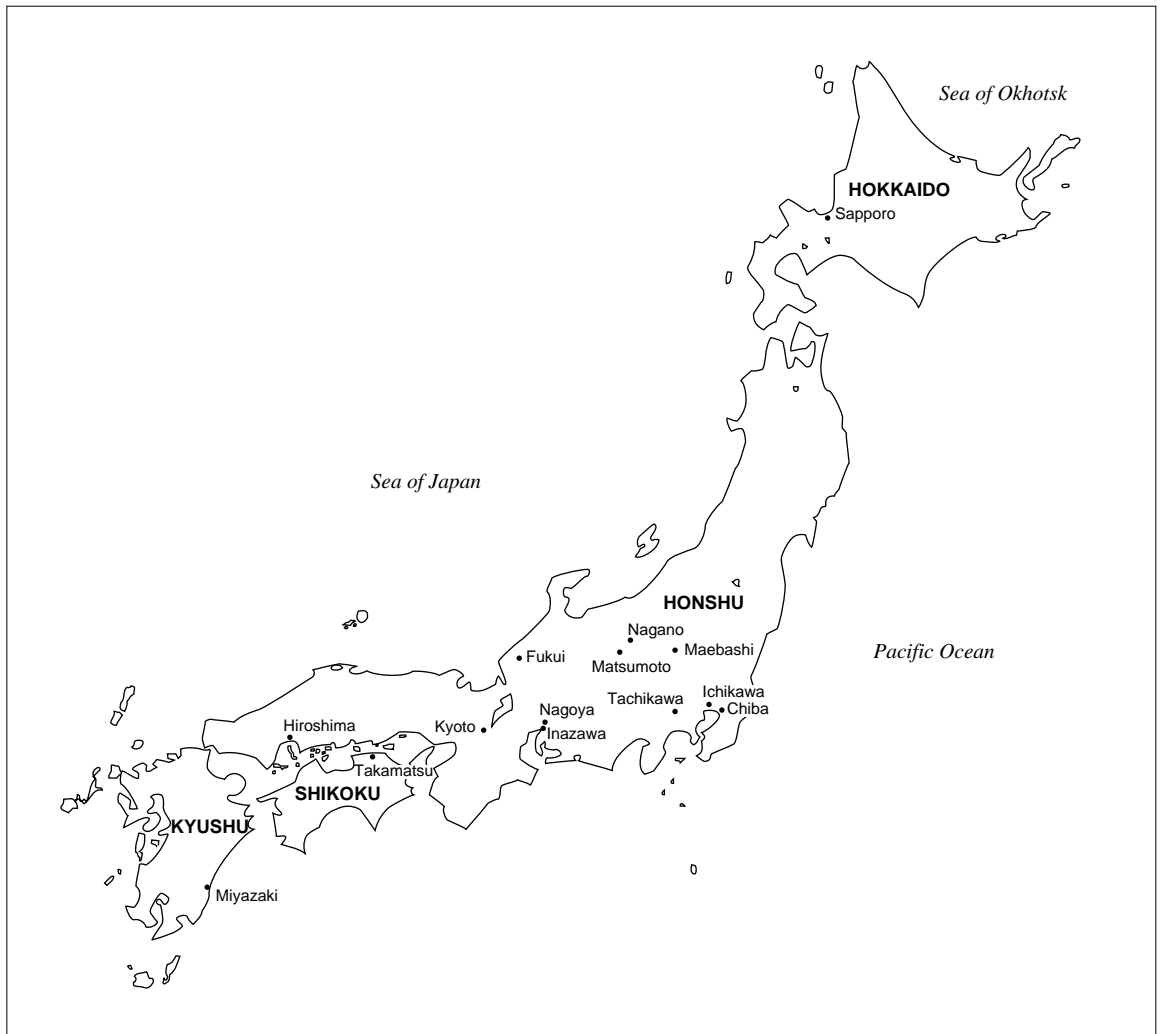 Sea of Okhotsk
HOKKAIDO
Sapporo
Sea of Japan
HONSHU
Nagano
Maebashi
Pacific Ocean
Fukui
Matsumoto
Ichikawa
Tachikawa
Chiba
Nagoya
Hiroshima
Kyoto
Inazawa
Takamatsu
SHIKOKU
KYUSHU
Miyazaki